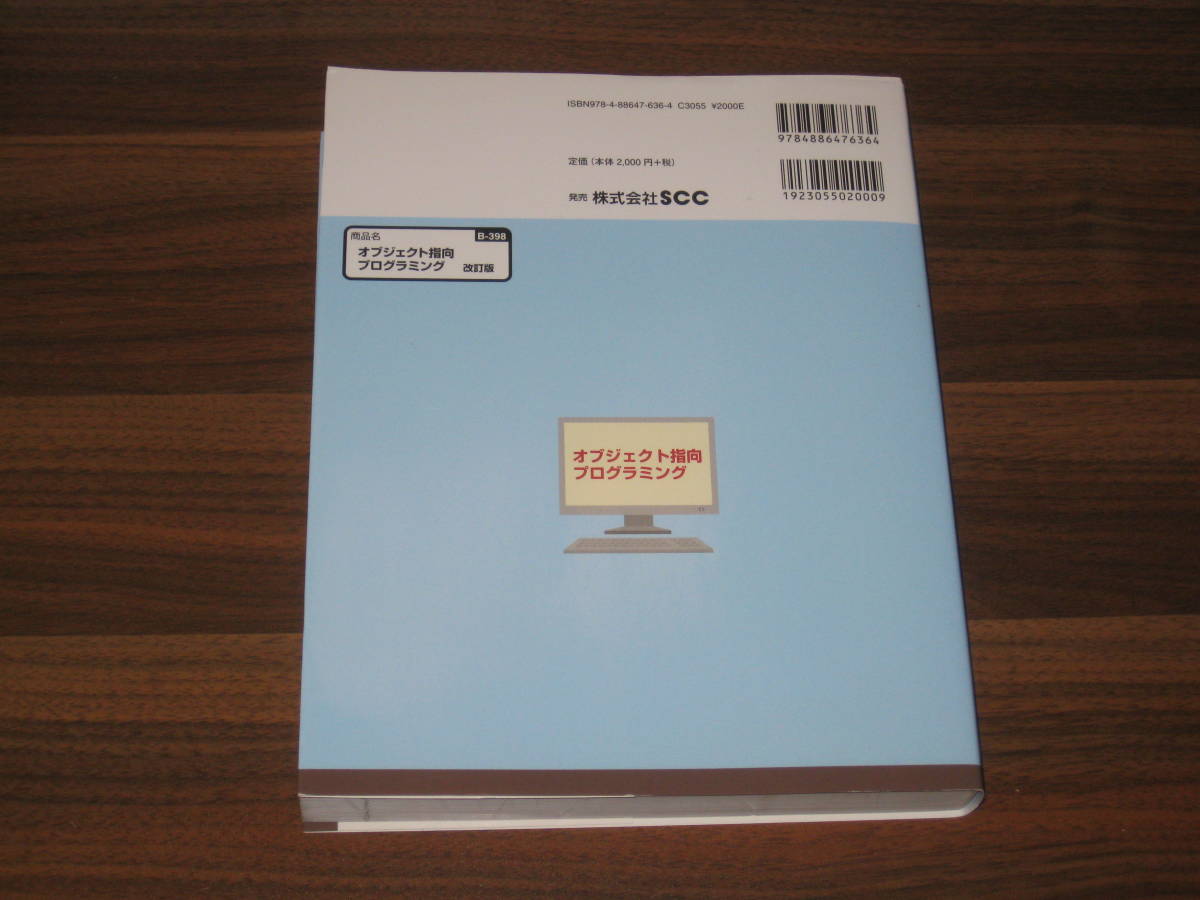 ISBN978-4-88647-636-4 C3055 ¥2000E
9784886476364
定価（本体 2,000 円＋税）
1923055020009
発売 株式会社SCC
商品名 B-398
オブジェクト指向
プログラミング 改訂版
オブジェクト指向
プログラミング